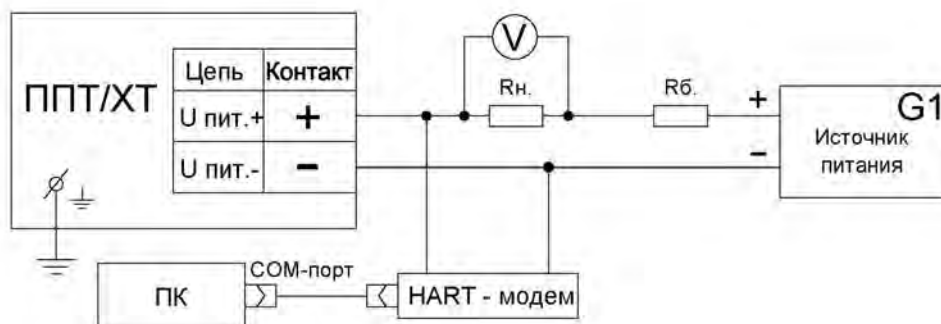 ППТ/ХТ
Цепь Контакт
U пит.+ +
U пит.- −
V
Rн.
Rб.
+
−
G1
Источник
питания
COM-порт
ПК
HART - модем